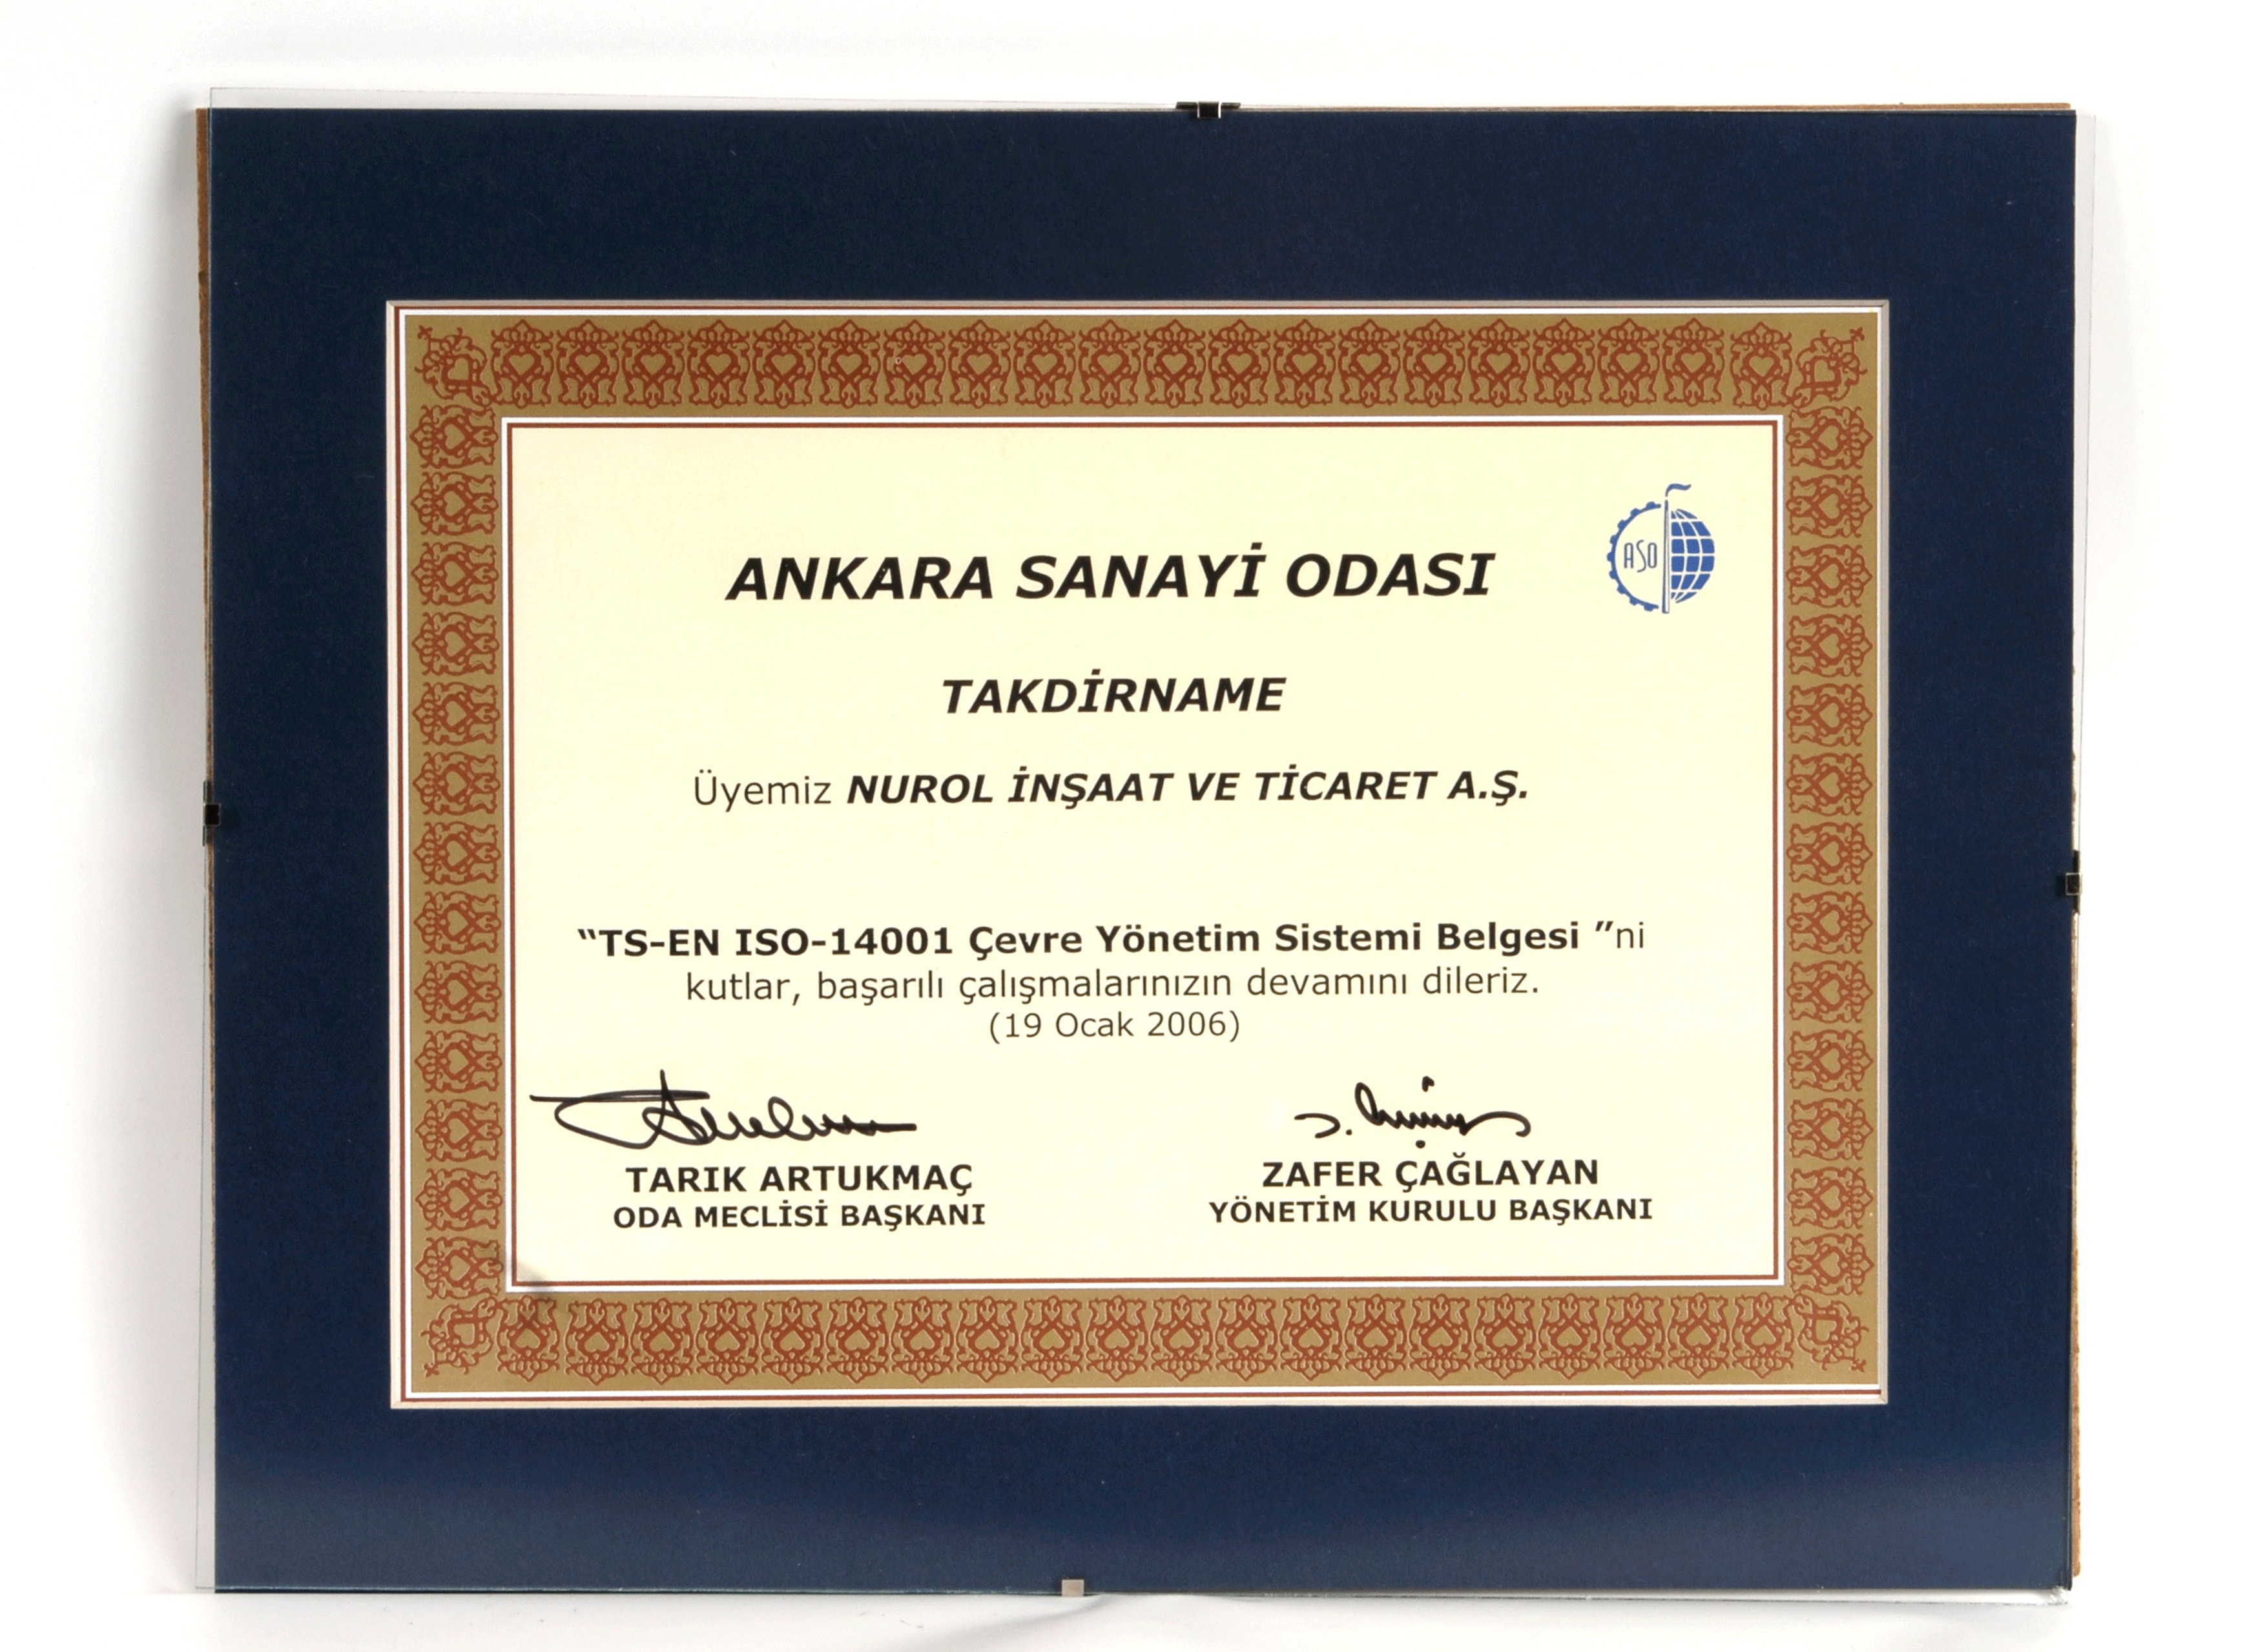 ASO
ANKARA SANAYİ ODASI
TAKDİRNAME
Üyemiz NUROL İNŞAAT VE TİCARET A.Ş.
“TS-EN ISO-14001 Çevre Yönetim Sistemi Belgesi ”ni
kutlar, başarılı çalışmalarınızın devamını dileriz.
(19 Ocak 2006)
TARIK ARTUKMAÇ
ODA MECLİSİ BAŞKANI
ZAFER ÇAĞLAYAN
YÖNETİM KURULU BAŞKANI